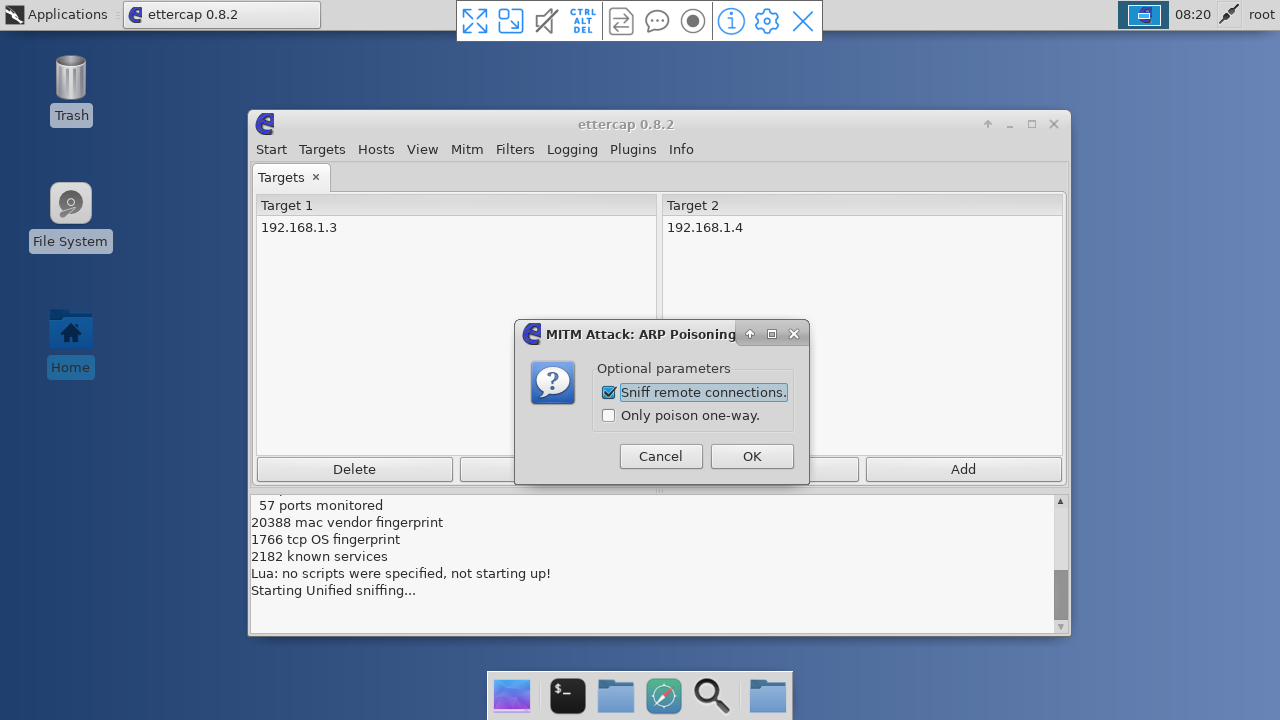 Applications
ettercap 0.8.2
CTRL
ALT
DEL
08:20
root
Trash
File System
Home
ettercap 0.8.2
Start Targets Hosts View Mitm Filters Logging Plugins Info
Targets ×
Target 1
Target 2
192.168.1.3
192.168.1.4
MITM Attack: ARP Poisoning
Optional parameters
Sniff remote connections.
Only poison one-way.
Cancel
OK
Delete
Add
57 ports monitored
20388 mac vendor fingerprint
1766 tcp OS fingerprint
2182 known services
Lua: no scripts were specified, not starting up!
Starting Unified sniffing...